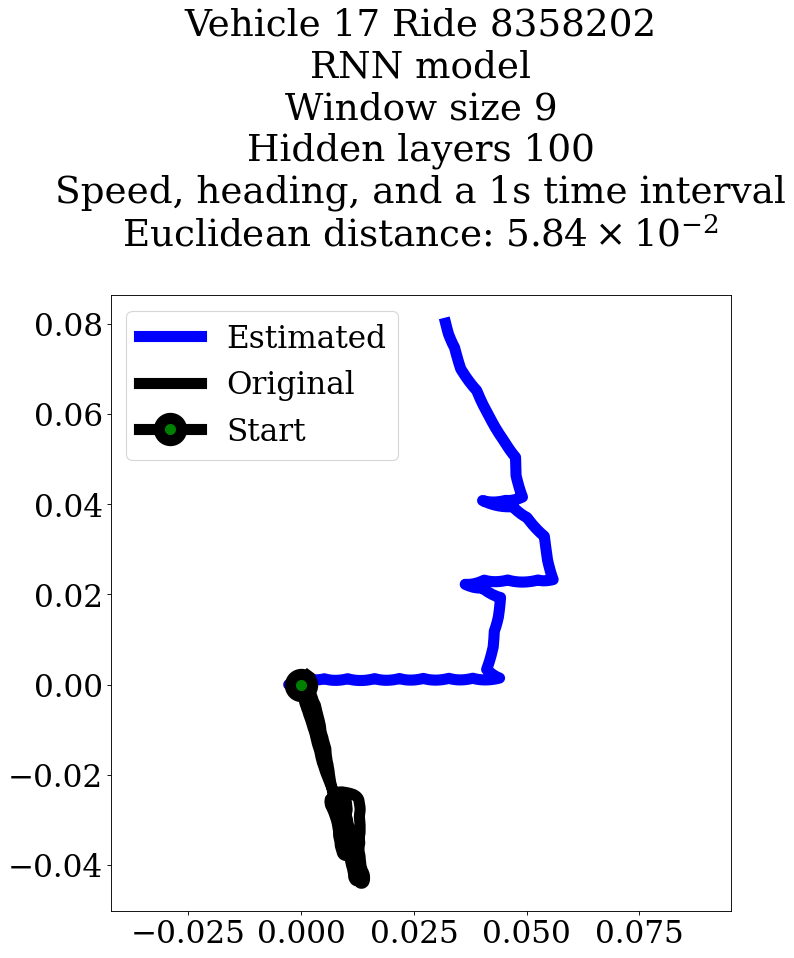 Vehicle 17 Ride 8358202
RNN model
Window size 9
Hidden layers 100
Speed, heading, and a 1s time interval
Euclidean distance: 5.84 × 10⁻²
Estimated
Original
Start
0.08
0.06
0.04
0.02
0.00
−0.02
−0.04
−0.025 0.000 0.025 0.050 0.075